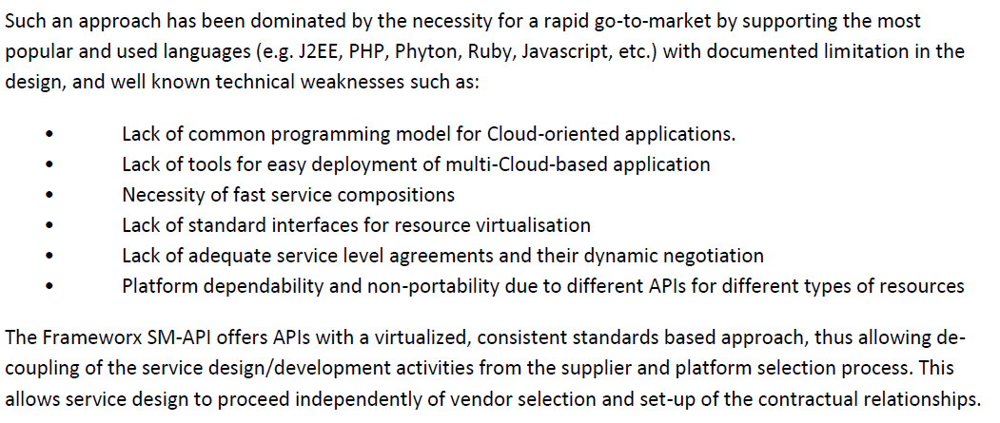 Such an approach has been dominated by the necessity for a rapid go-to-market by supporting the most
popular and used languages (e.g. J2EE, PHP, Phyton, Ruby, Javascript, etc.) with documented limitation in the
design, and well known technical weaknesses such as:
• Lack of common programming model for Cloud-oriented applications.
• Lack of tools for easy deployment of multi-Cloud-based application
• Necessity of fast service compositions
• Lack of standard interfaces for resource virtualisation
• Lack of adequate service level agreements and their dynamic negotiation
• Platform dependability and non-portability due to different APIs for different types of resources
The Frameworx SM-API offers APIs with a virtualized, consistent standards based approach, thus allowing de-
coupling of the service design/development activities from the supplier and platform selection process. This
allows service design to proceed independently of vendor selection and set-up of the contractual relationships.